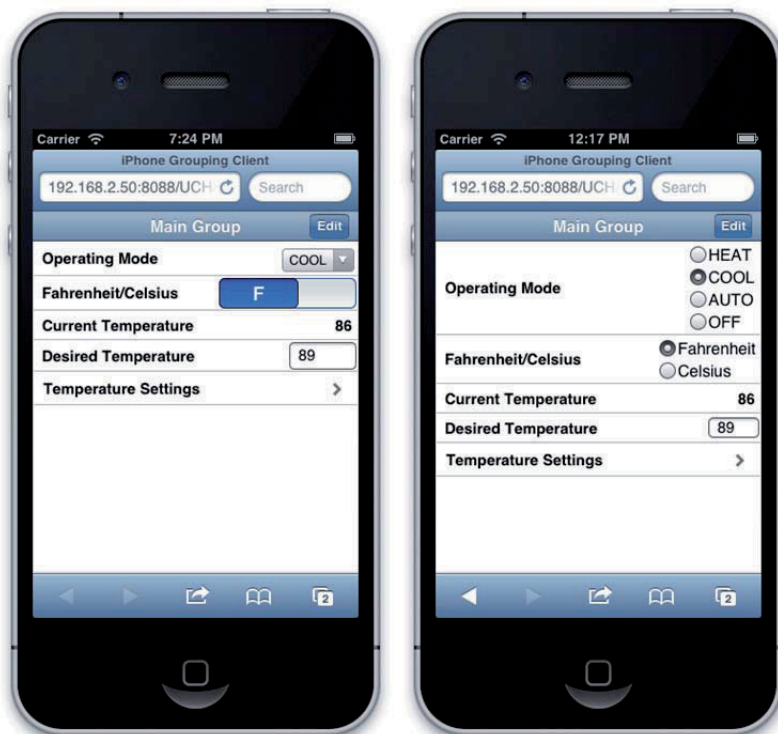 Carrier 7:24 PM
iPhone Grouping Client
192.168.2.50:8088/UCH Search
Main Group Edit
Operating Mode COOL
Fahrenheit/Celsius F
Current Temperature 86
Desired Temperature 89
Temperature Settings
2
Carrier 12:17 PM
iPhone Grouping Client
192.168.2.50:8088/UCH Search
Main Group Edit
Operating Mode
HEAT
COOL
AUTO
OFF
Fahrenheit/Celsius
Fahrenheit
Celsius
Current Temperature 86
Desired Temperature 89
Temperature Settings
2